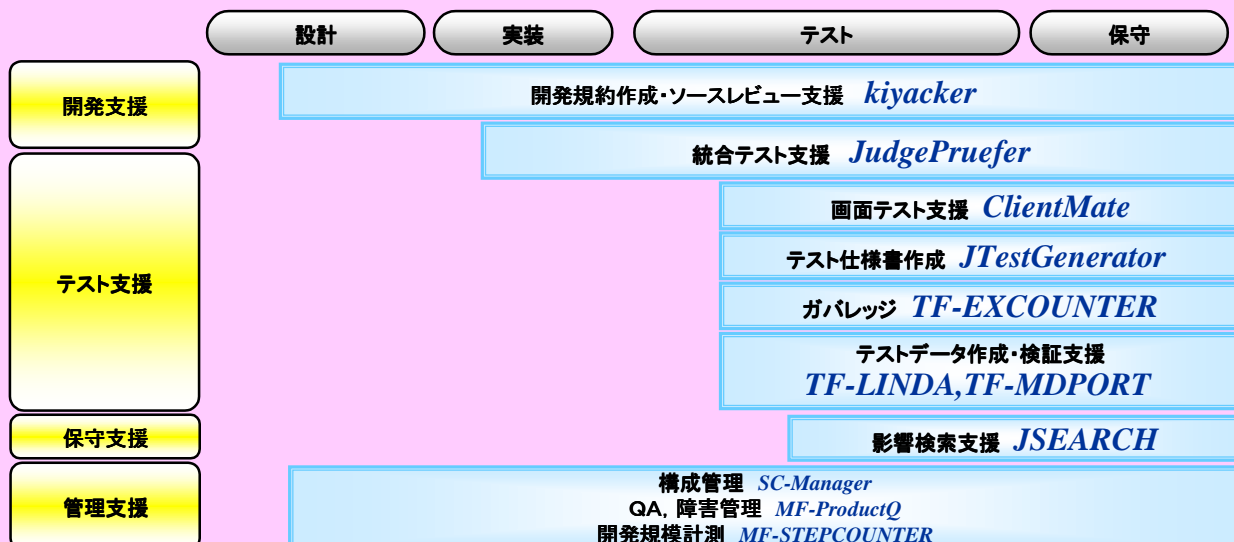 設計 実装 テスト 保守
開発支援
開発規約作成・ソースレビュー支援 kiyacker
統合テスト支援 JudgePruefer
テスト支援
画面テスト支援 ClientMate
テスト仕様書作成 JTestGenerator
ガバレッジ TF-EXCOUNTER
テストデータ作成・検証支援
TF-LINDA,TF-MDPORT
保守支援
影響検索支援 JSEARCH
管理支援
構成管理 SC-Manager
QA, 障害管理 MF-ProductQ
開発規模計測 MF-STEPCOUNTER